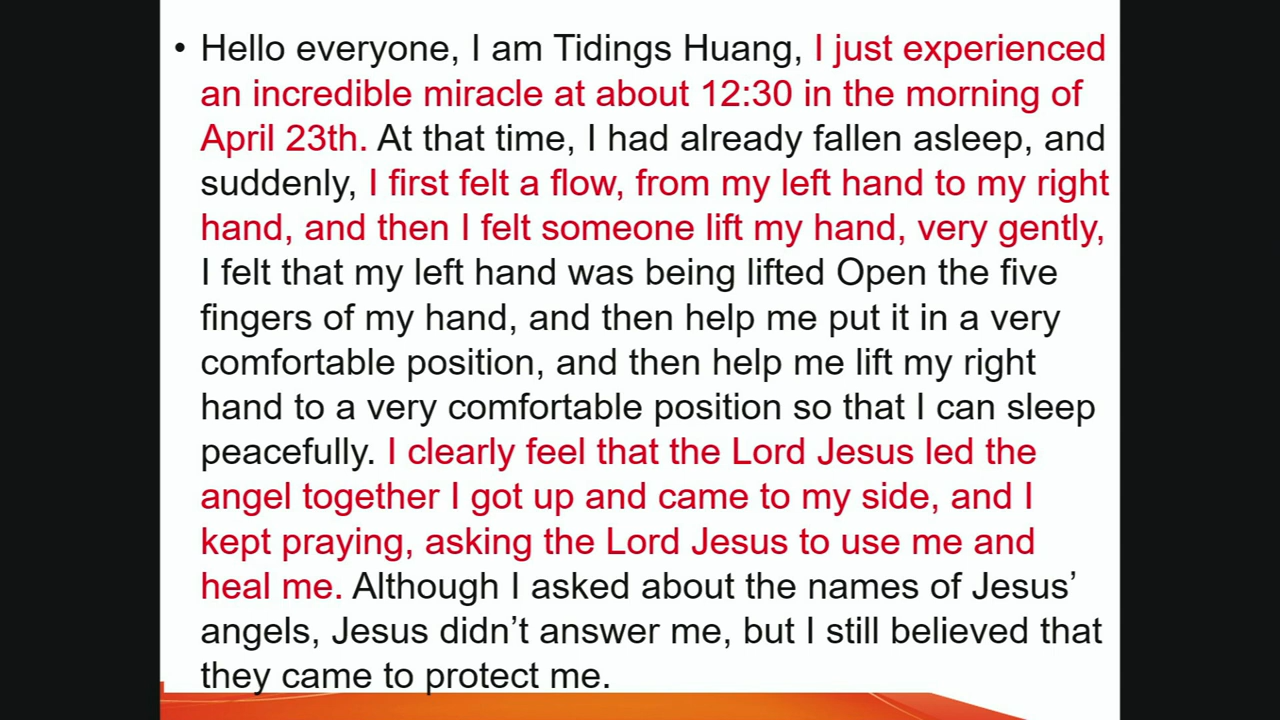 • Hello everyone, I am Tidings Huang, I just experienced
an incredible miracle at about 12:30 in the morning of
April 23th. At that time, I had already fallen asleep, and
suddenly, I first felt a flow, from my left hand to my right
hand, and then I felt someone lift my hand, very gently,
I felt that my left hand was being lifted Open the five
fingers of my hand, and then help me put it in a very
comfortable position, and then help me lift my right
hand to a very comfortable position so that I can sleep
peacefully. I clearly feel that the Lord Jesus led the
angel together I got up and came to my side, and I
kept praying, asking the Lord Jesus to use me and
heal me. Although I asked about the names of Jesus’
angels, Jesus didn’t answer me, but I still believed that
they came to protect me.